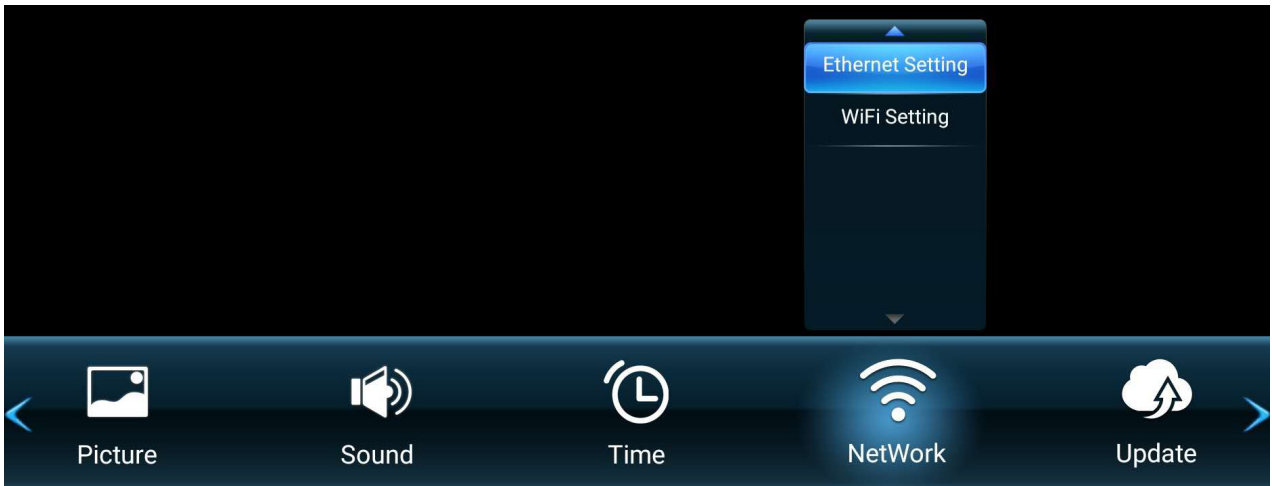 Ethernet Setting
WiFi Setting
Picture
Sound
Time
NetWork
Update